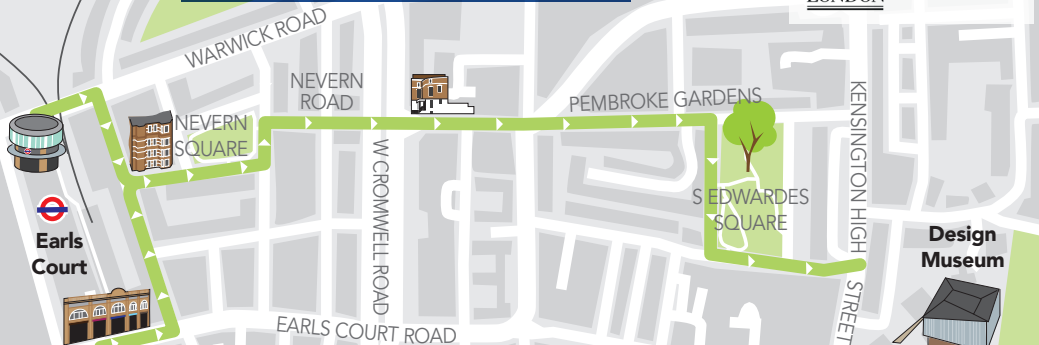 LONDON
WARWICK ROAD
NEVERN
ROAD
PEMBROKE GARDENS
KENSINGTON HIGH
STREET
NEVERN
SQUARE
W CROMWELL ROAD
S EDWARDES
SQUARE
Earls
Court
Design
Museum
EARLS COURT ROAD